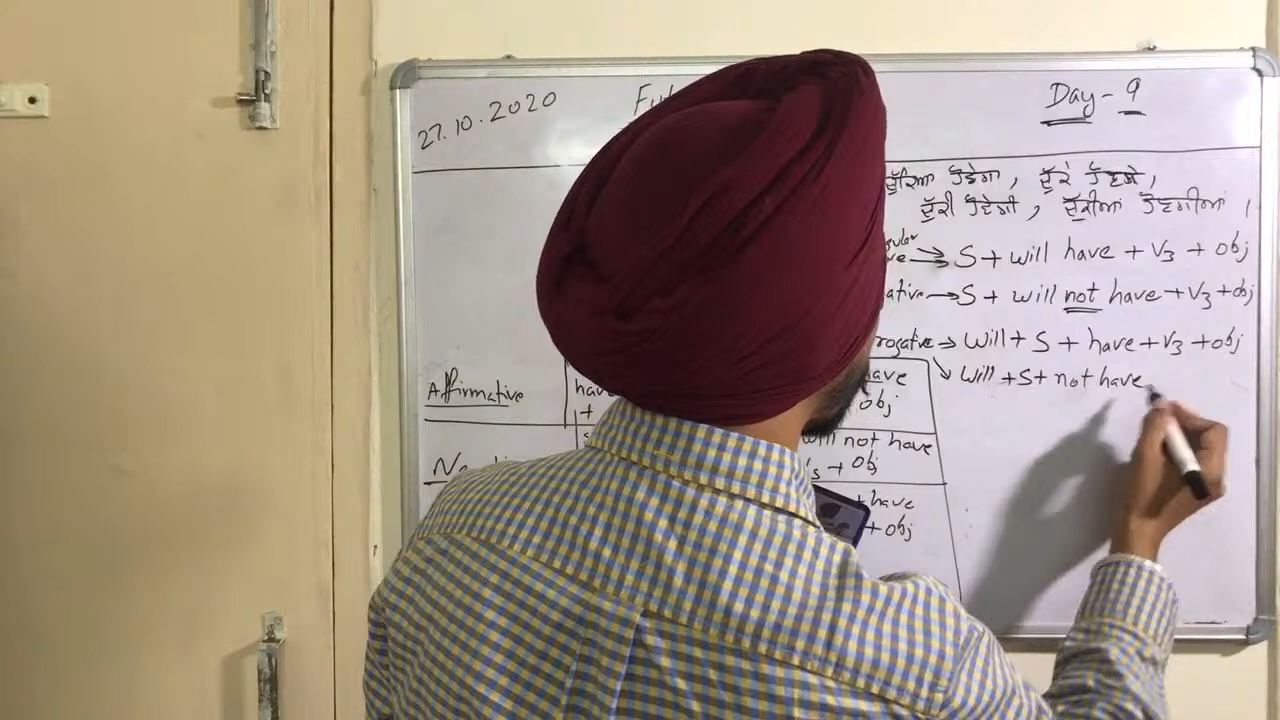 27.10.2020
Day - 9
ਚੁੱਕਿਆ ਹੋਵੇਗਾ, ਚੁੱਕੇ ਹੋਣਗੇ,
ਚੁੱਕੀ ਹੋਵੇਗੀ, ਚੁੱਕੀਆਂ ਹੋਣਗੀਆਂ ।
→ S + will have + V3 + obj
→ S + will not have + V3 + obj
→ Will + S + have + V3 + obj
↘ Will + S + not have
Affirmative
have
+
have
obj
will not have
+ obj
+ have
+ obj